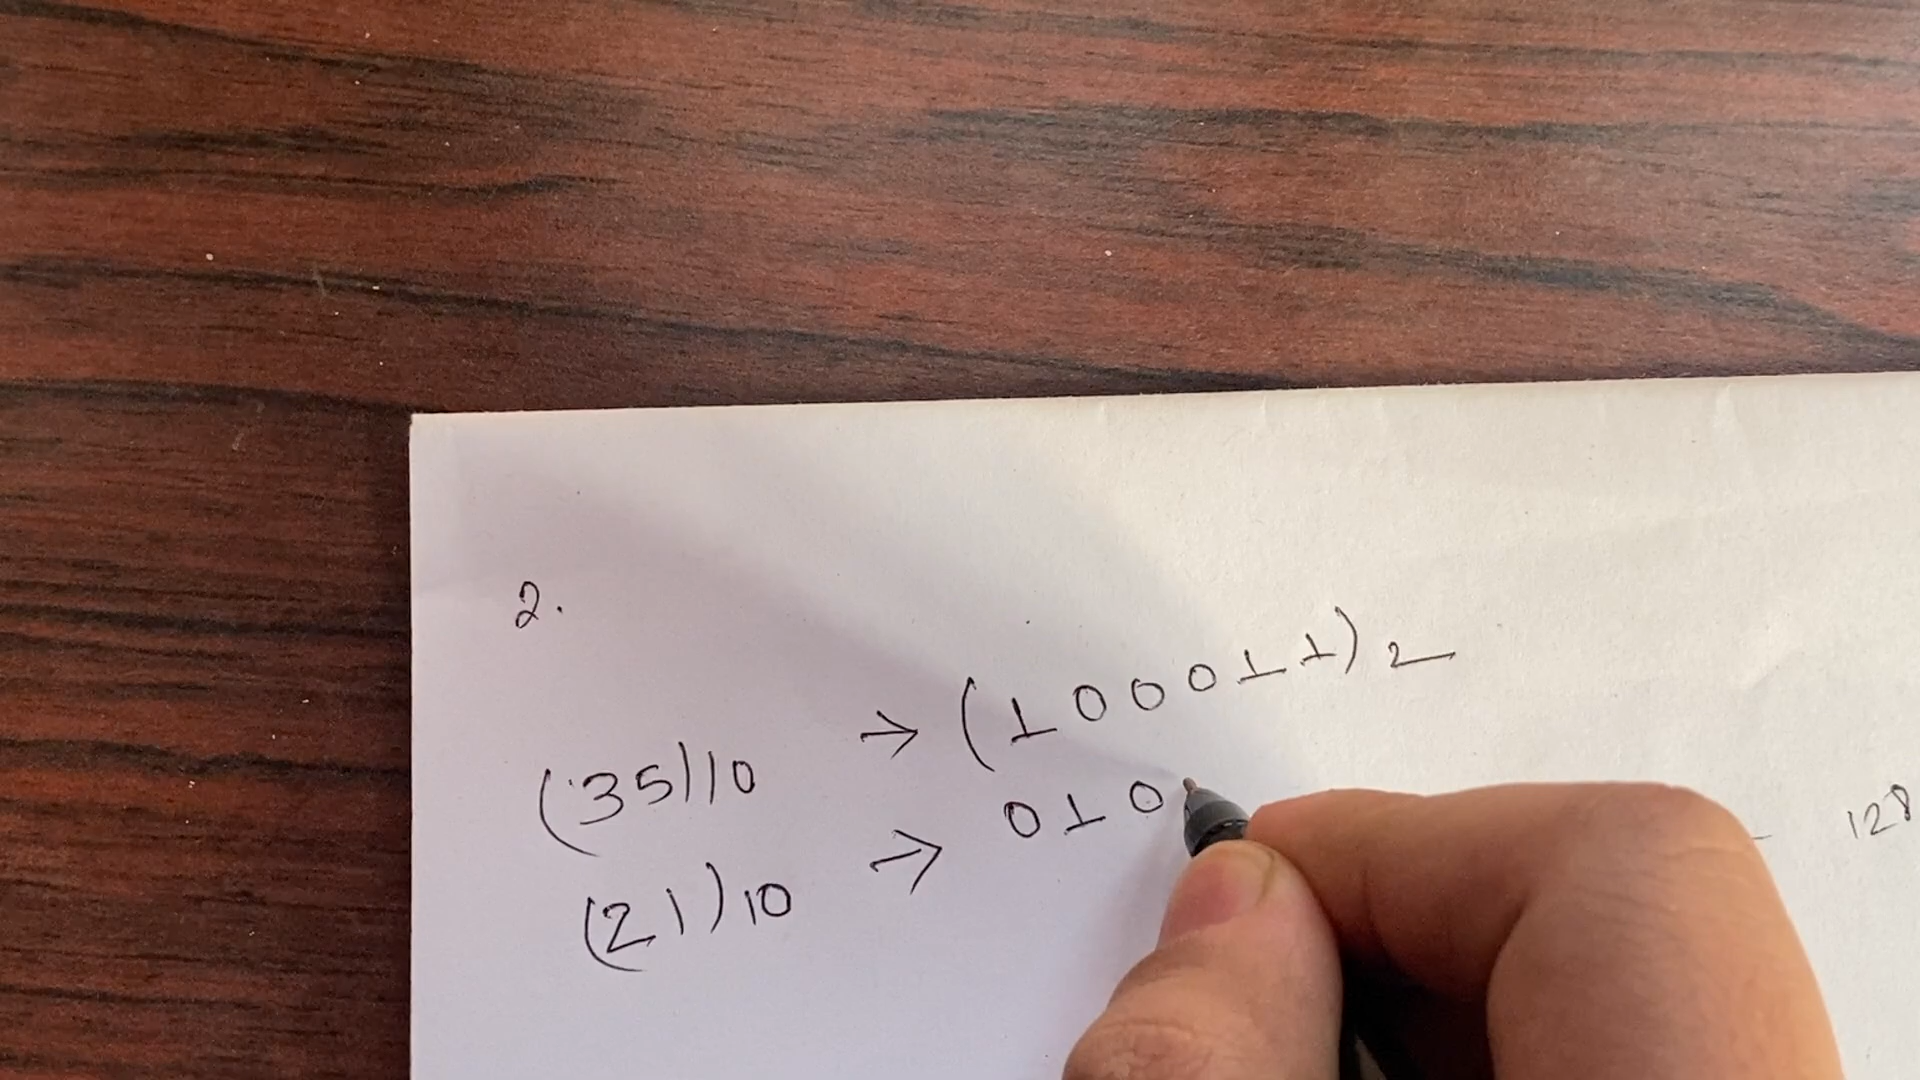 2.
(35)10 → (100011)2
(21)10 → 010
128